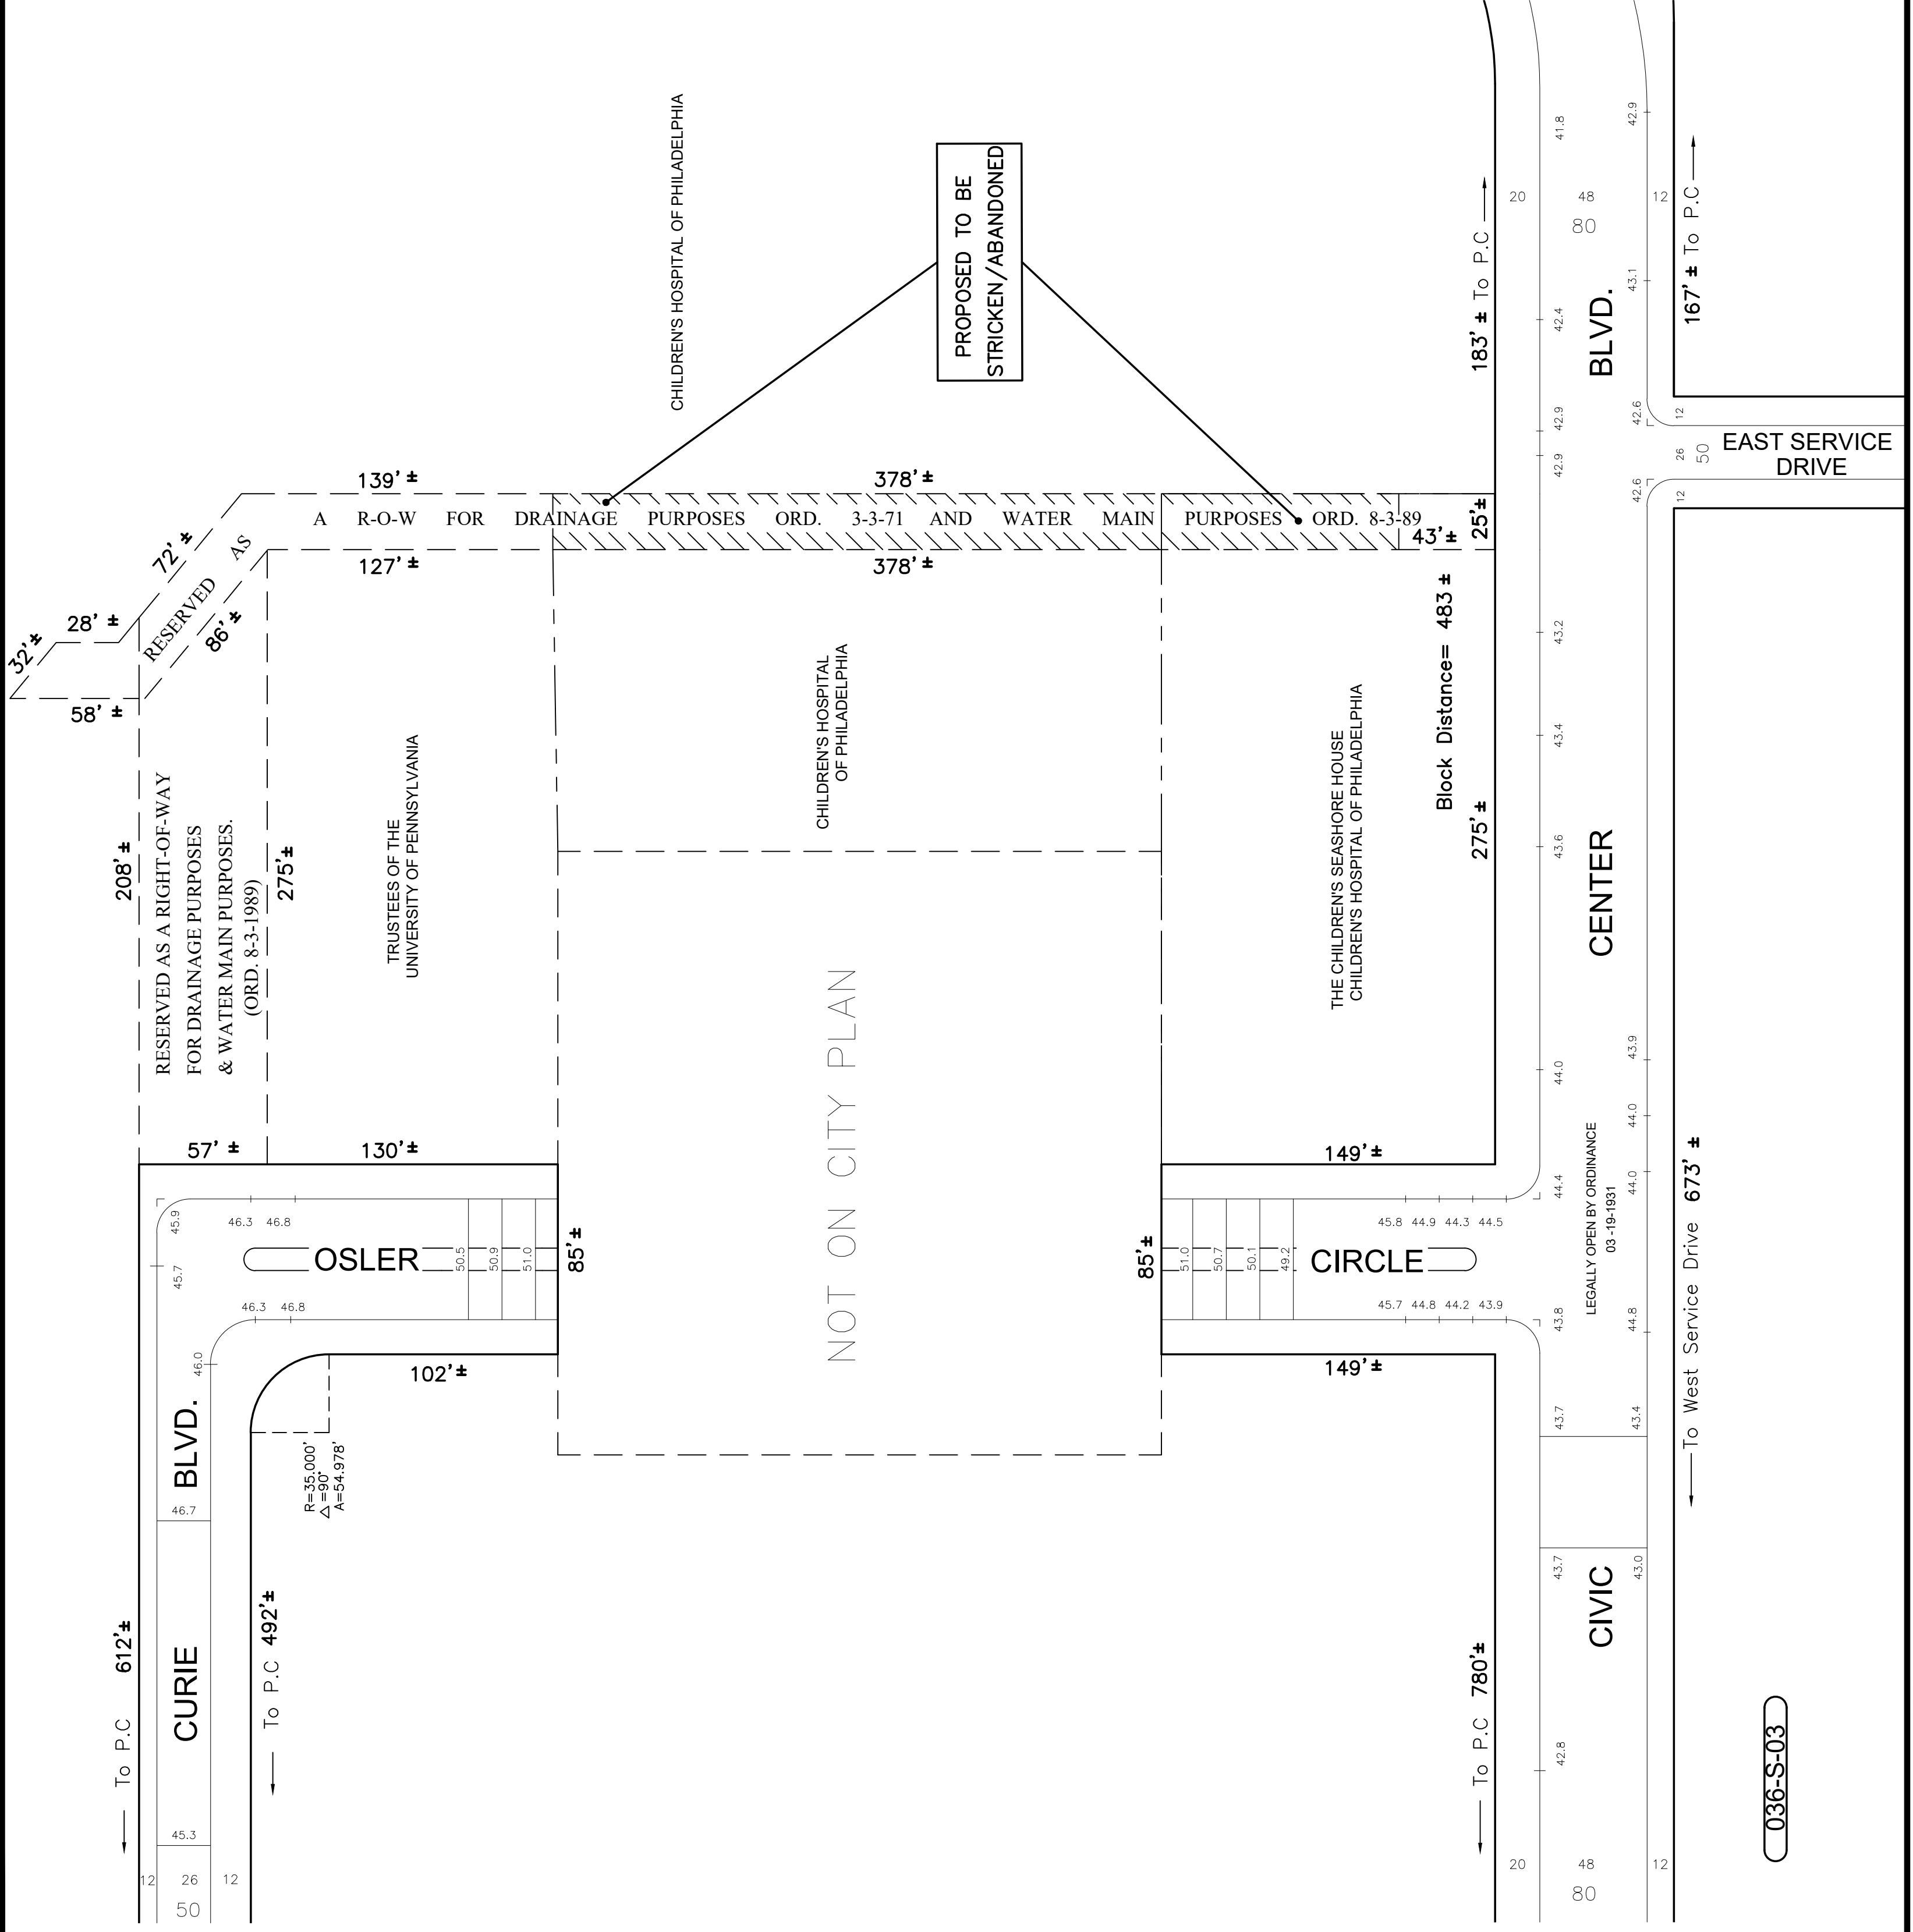 CHILDREN'S HOSPITAL OF PHILADELPHIA
PROPOSED TO BE
STRICKEN/ABANDONED
139' ±
378' ±
A R-O-W FOR DRAINAGE PURPOSES ORD. 3-3-71 AND WATER MAIN PURPOSES ORD. 8-3-89
127' ±
378' ±
43' ±
25'±
72' ±
RESERVED AS
86' ±
28' ±
32'±
58' ±
208'±
RESERVED AS A RIGHT-OF-WAY
FOR DRAINAGE PURPOSES
& WATER MAIN PURPOSES.
(ORD. 8-3-1989)
275'±
TRUSTEES OF THE
UNIVERSITY OF PENNSYLVANIA
CHILDREN'S HOSPITAL
OF PHILADELPHIA
THE CHILDREN'S SEASHORE HOUSE
CHILDREN'S HOSPITAL OF PHILADELPHIA
Block Distance= 483 ±
275'±
183' ± To P.C
167' ± To P.C
20
48
80
12
41.8
42.4
42.9
42.9
43.2
43.4
43.6
44.0
44.4
43.8
43.7
43.7
42.8
42.9
43.1
42.6
42.6
43.9
44.0
44.0
44.8
43.4
43.0
12
26
50
12
EAST SERVICE
DRIVE
CIVIC CENTER BLVD.
LEGALLY OPEN BY ORDINANCE
03 -19-1931
To West Service Drive 673' ±
NOT ON CITY PLAN
57' ±
130'±
149'±
45.9
45.7
46.3 46.8
OSLER
50.5
50.9
51.0
85'±
46.3 46.8
46.0
102'±
85'±
51.0
50.7
50.1
49.2
45.8 44.9 44.3 44.5
CIRCLE
45.7 44.8 44.2 43.9
149'±
R=35.000'
△=90°
A=54.978'
CURIE BLVD.
46.7
45.3
To P.C 612'±
To P.C 492'±
To P.C 780'±
12
26
12
50
20
48
12
80
036-S-03